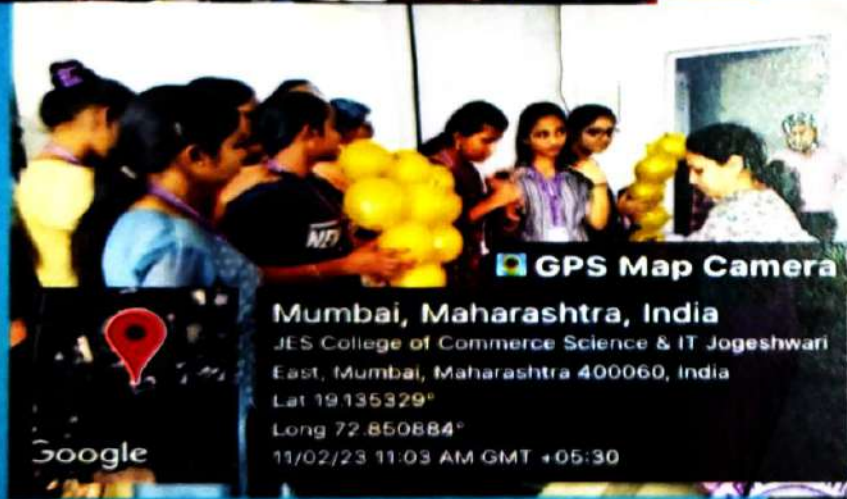 GPS Map Camera
Mumbai, Maharashtra, India
JES College of Commerce Science & IT Jogeshwari
East, Mumbai, Maharashtra 400060, India
Lat 19.135329°
Long 72.850884°
11/02/23 11:03 AM GMT +05:30
Google